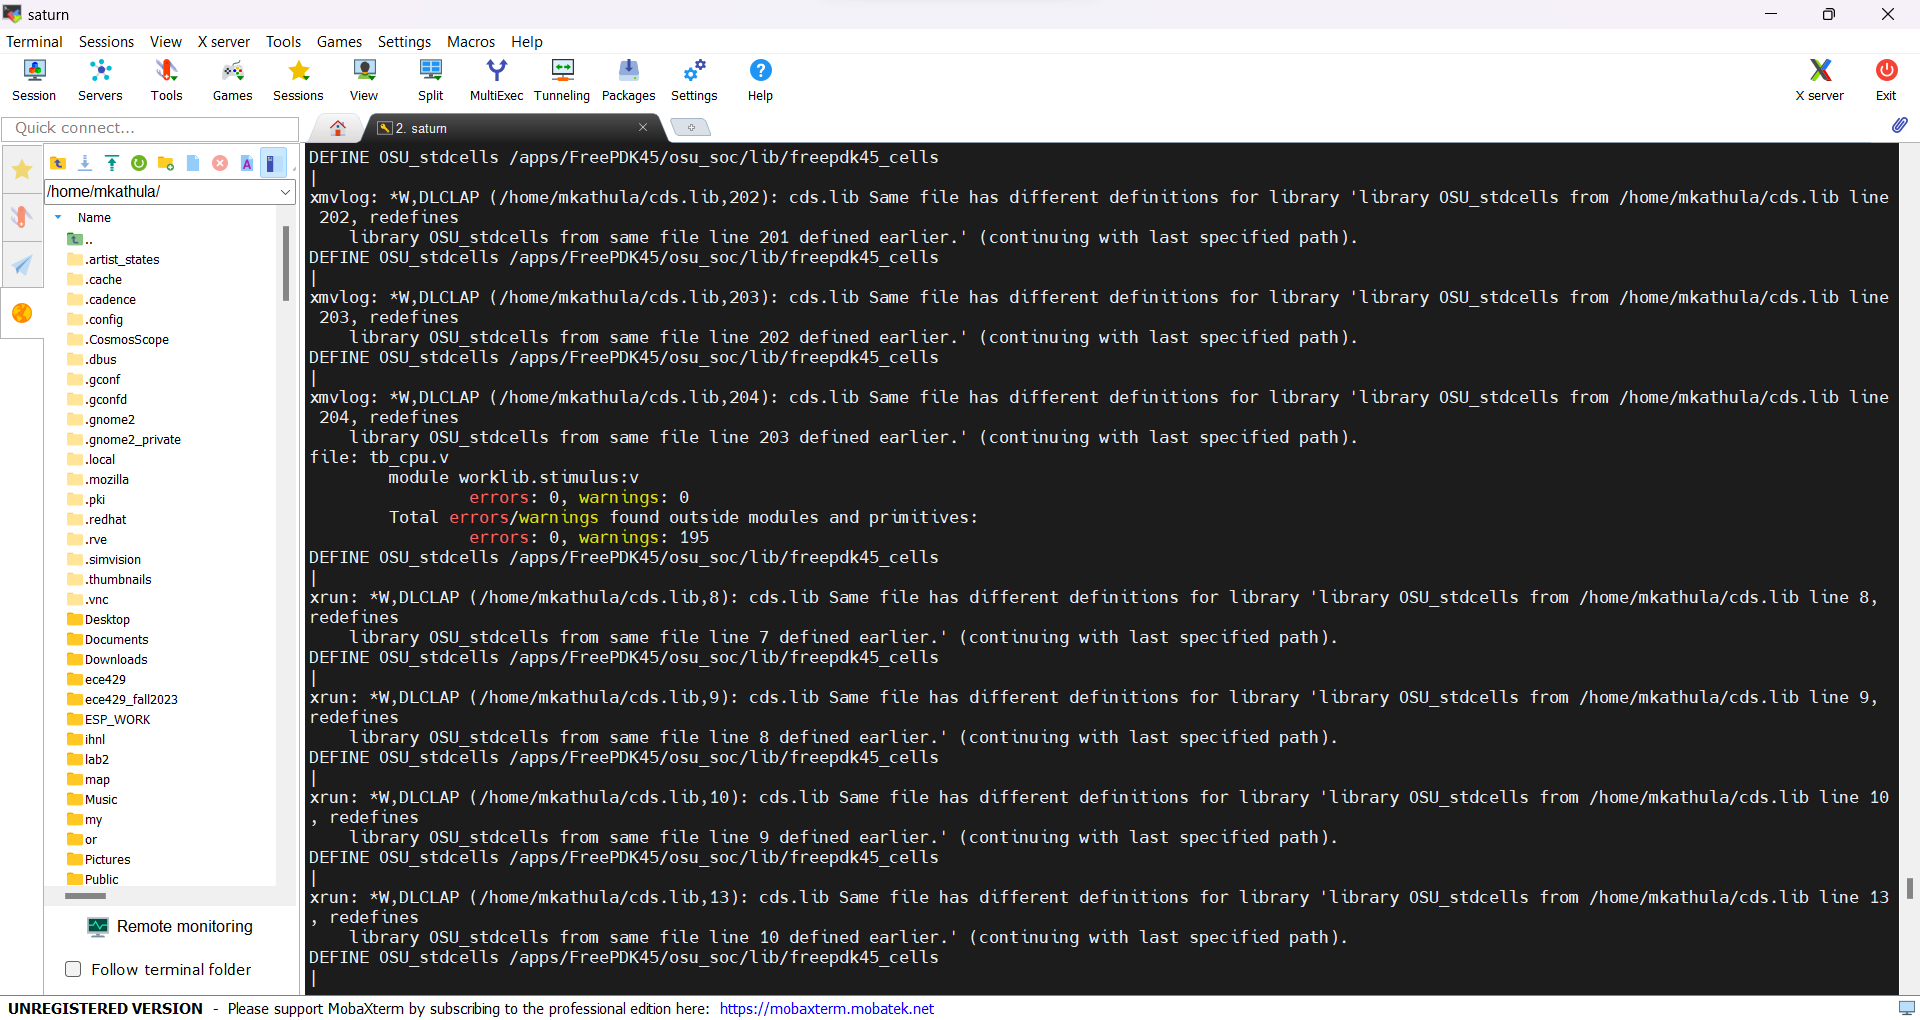 saturn
Terminal Sessions View X server Tools Games Settings Macros Help
Session Servers Tools Games Sessions View Split MultiExec Tunneling Packages Settings Help X server Exit
Quick connect...
2. saturn
/home/mkathula/
Name
..
.artist_states
.cache
.cadence
.config
.CosmosScope
.dbus
.gconf
.gconfd
.gnome2
.gnome2_private
.local
.mozilla
.pki
.redhat
.rve
.simvision
.thumbnails
.vnc
Desktop
Documents
Downloads
ece429
ece429_fall2023
ESP_WORK
ihnl
lab2
map
Music
my
or
Pictures
Public
Remote monitoring
Follow terminal folder
DEFINE OSU_stdcells /apps/FreePDK45/osu_soc/lib/freepdk45_cells
|
xmvlog: *W,DLCLAP (/home/mkathula/cds.lib,202): cds.lib Same file has different definitions for library 'library OSU_stdcells from /home/mkathula/cds.lib line
202, redefines
library OSU_stdcells from same file line 201 defined earlier.' (continuing with last specified path).
DEFINE OSU_stdcells /apps/FreePDK45/osu_soc/lib/freepdk45_cells
|
xmvlog: *W,DLCLAP (/home/mkathula/cds.lib,203): cds.lib Same file has different definitions for library 'library OSU_stdcells from /home/mkathula/cds.lib line
203, redefines
library OSU_stdcells from same file line 202 defined earlier.' (continuing with last specified path).
DEFINE OSU_stdcells /apps/FreePDK45/osu_soc/lib/freepdk45_cells
|
xmvlog: *W,DLCLAP (/home/mkathula/cds.lib,204): cds.lib Same file has different definitions for library 'library OSU_stdcells from /home/mkathula/cds.lib line
204, redefines
library OSU_stdcells from same file line 203 defined earlier.' (continuing with last specified path).
file: tb_cpu.v
module worklib.stimulus:v
errors: 0, warnings: 0
Total errors/warnings found outside modules and primitives:
errors: 0, warnings: 195
DEFINE OSU_stdcells /apps/FreePDK45/osu_soc/lib/freepdk45_cells
|
xrun: *W,DLCLAP (/home/mkathula/cds.lib,8): cds.lib Same file has different definitions for library 'library OSU_stdcells from /home/mkathula/cds.lib line 8,
redefines
library OSU_stdcells from same file line 7 defined earlier.' (continuing with last specified path).
DEFINE OSU_stdcells /apps/FreePDK45/osu_soc/lib/freepdk45_cells
|
xrun: *W,DLCLAP (/home/mkathula/cds.lib,9): cds.lib Same file has different definitions for library 'library OSU_stdcells from /home/mkathula/cds.lib line 9,
redefines
library OSU_stdcells from same file line 8 defined earlier.' (continuing with last specified path).
DEFINE OSU_stdcells /apps/FreePDK45/osu_soc/lib/freepdk45_cells
|
xrun: *W,DLCLAP (/home/mkathula/cds.lib,10): cds.lib Same file has different definitions for library 'library OSU_stdcells from /home/mkathula/cds.lib line 10
, redefines
library OSU_stdcells from same file line 9 defined earlier.' (continuing with last specified path).
DEFINE OSU_stdcells /apps/FreePDK45/osu_soc/lib/freepdk45_cells
|
xrun: *W,DLCLAP (/home/mkathula/cds.lib,13): cds.lib Same file has different definitions for library 'library OSU_stdcells from /home/mkathula/cds.lib line 13
, redefines
library OSU_stdcells from same file line 10 defined earlier.' (continuing with last specified path).
DEFINE OSU_stdcells /apps/FreePDK45/osu_soc/lib/freepdk45_cells
|
UNREGISTERED VERSION - Please support MobaXterm by subscribing to the professional edition here: https://mobaxterm.mobatek.net